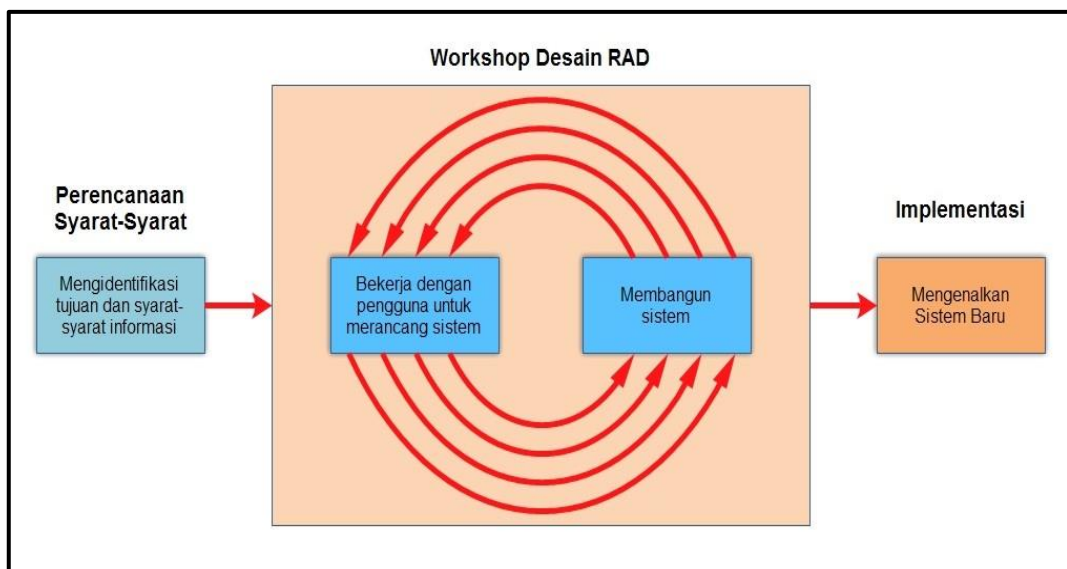 Workshop Desain RAD
Perencanaan
Syarat-Syarat
Mengidentifikasi
tujuan dan syarat-
syarat informasi
Bekerja dengan
pengguna untuk
merancang sistem
Membangun
sistem
Implementasi
Mengenalkan
Sistem Baru